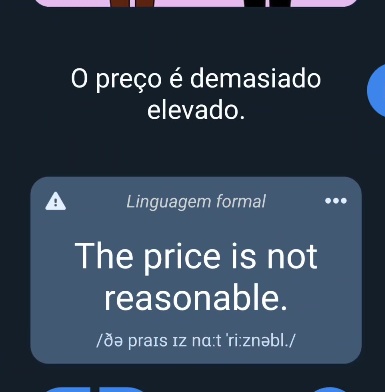 O preço é demasiado
elevado.
Linguagem formal
The price is not
reasonable.
/ðə praɪs ɪz nɑːt ˈriːznəbl./